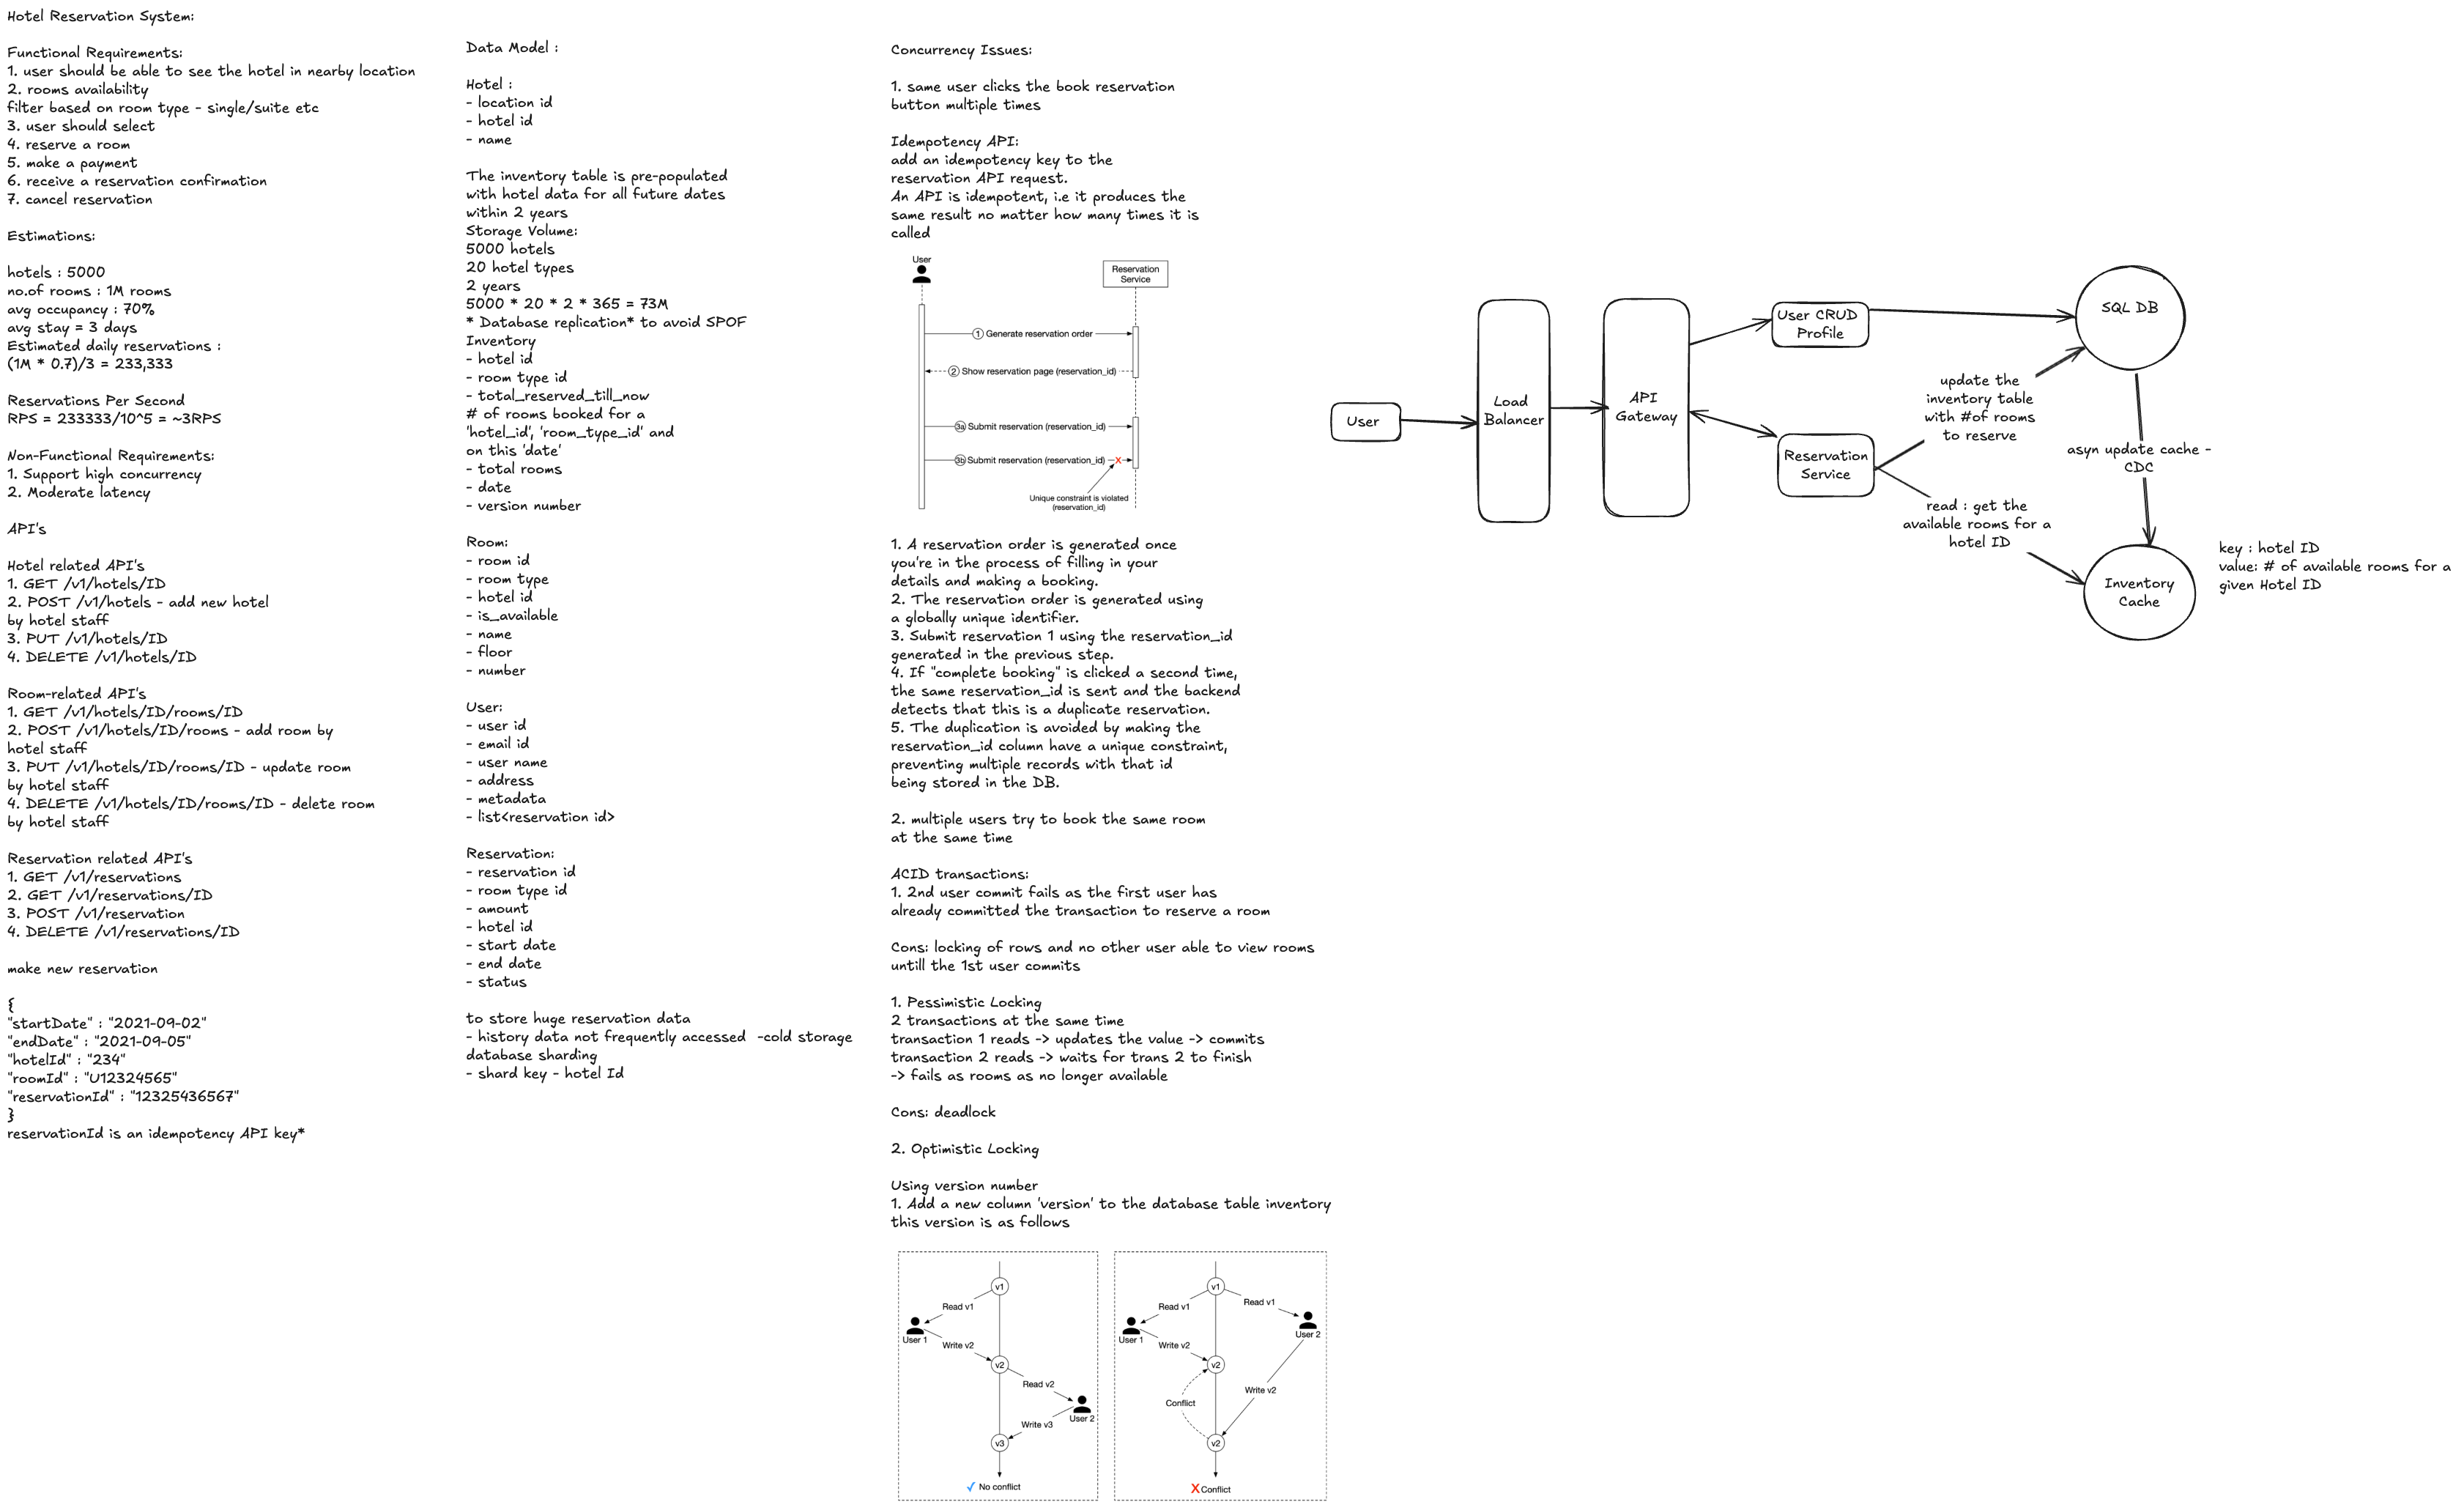 Hotel Reservation System:
Functional Requirements:
1. user should be able to see the hotel in nearby location
2. rooms availability
filter based on room type - single/suite etc
3. user should select
4. reserve a room
5. make a payment
6. receive a reservation confirmation
7. cancel reservation
Estimations:
hotels : 5000
no.of rooms : 1M rooms
avg occupancy : 70%
avg stay = 3 days
Estimated daily reservations :
(1M * 0.7)/3 = 233,333
Reservations Per Second
RPS = 233333/10^5 = ~3RPS
Non-Functional Requirements:
1. Support high concurrency
2. Moderate latency
API's
Hotel related API's
1. GET /v1/hotels/ID
2. POST /v1/hotels - add new hotel
by hotel staff
3. PUT /v1/hotels/ID
4. DELETE /v1/hotels/ID
Room-related API's
1. GET /v1/hotels/ID/rooms/ID
2. POST /v1/hotels/ID/rooms - add room by
hotel staff
3. PUT /v1/hotels/ID/rooms/ID - update room
by hotel staff
4. DELETE /v1/hotels/ID/rooms/ID - delete room
by hotel staff
Reservation related API's
1. GET /v1/reservations
2. GET /v1/reservations/ID
3. POST /v1/reservation
4. DELETE /v1/reservations/ID
make new reservation
{
"startDate" : "2021-09-02"
"endDate" : "2021-09-05"
"hotelId" : "234"
"roomId" : "U12324565"
"reservationId" : "12325436567"
}
reservationId is an idempotency API key*
Data Model :
Hotel :
- location id
- hotel id
- name
The inventory table is pre-populated
with hotel data for all future dates
within 2 years
Storage Volume:
5000 hotels
20 hotel types
2 years
5000 * 20 * 2 * 365 = 73M
* Database replication* to avoid SPOF
Inventory
- hotel id
- room type id
- total_reserved_till_now
# of rooms booked for a
'hotel_id', 'room_type_id' and
on this 'date'
- total rooms
- date
- version number
Room:
- room id
- room type
- hotel id
- is_available
- name
- floor
- number
User:
- user id
- email id
- user name
- address
- metadata
- list<reservation id>
Reservation:
- reservation id
- room type id
- amount
- hotel id
- start date
- end date
- status
to store huge reservation data
- history data not frequently accessed -cold storage
database sharding
- shard key - hotel Id
Concurrency Issues:
1. same user clicks the book reservation
button multiple times
Idempotency API:
add an idempotency key to the
reservation API request.
An API is idempotent, i.e it produces the
same result no matter how many times it is
called
User
Reservation
Service
1 Generate reservation order
2 Show reservation page (reservation_id)
3a Submit reservation (reservation_id)
3b Submit reservation (reservation_id) X
Unique constraint is violated
(reservation_id)
1. A reservation order is generated once
you're in the process of filling in your
details and making a booking.
2. The reservation order is generated using
a globally unique identifier.
3. Submit reservation 1 using the reservation_id
generated in the previous step.
4. If "complete booking" is clicked a second time,
the same reservation_id is sent and the backend
detects that this is a duplicate reservation.
5. The duplication is avoided by making the
reservation_id column have a unique constraint,
preventing multiple records with that id
being stored in the DB.
2. multiple users try to book the same room
at the same time
ACID transactions:
1. 2nd user commit fails as the first user has
already committed the transaction to reserve a room
Cons: locking of rows and no other user able to view rooms
untill the 1st user commits
1. Pessimistic Locking
2 transactions at the same time
transaction 1 reads -> updates the value -> commits
transaction 2 reads -> waits for trans 2 to finish
-> fails as rooms as no longer available
Cons: deadlock
2. Optimistic Locking
Using version number
1. Add a new column 'version' to the database table inventory
this version is as follows
v1
Read v1
User 1
Write v2
v2
Read v2
User 2
Write v3
v3
✓ No conflict
v1
Read v1
Read v1
User 1
User 2
Write v2
v2
Write v2
Conflict
v2
X Conflict
User
Load
Balancer
API
Gateway
User CRUD
Profile
Reservation
Service
SQL DB
update the
inventory table
with #of rooms
to reserve
asyn update cache -
CDC
read : get the
available rooms for a
hotel ID
Inventory
Cache
key : hotel ID
value: # of available rooms for a
given Hotel ID